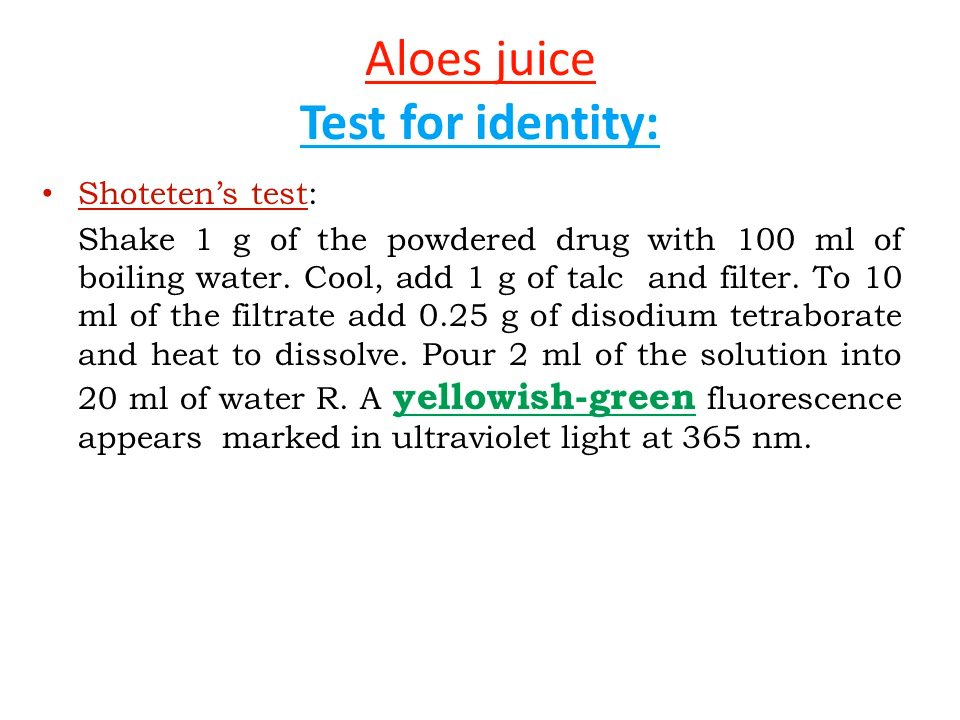 Aloes juice
Test for identity:
• Shoteten’s test:
Shake 1 g of the powdered drug with 100 ml of
boiling water. Cool, add 1 g of talc and filter. To 10
ml of the filtrate add 0.25 g of disodium tetraborate
and heat to dissolve. Pour 2 ml of the solution into
20 ml of water R. A yellowish-green fluorescence
appears marked in ultraviolet light at 365 nm.